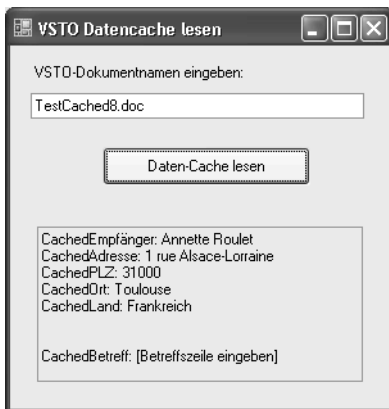 VSTO Datencache lesen
VSTO-Dokumentnamen eingeben:
TestCached8.doc
Daten-Cache lesen
CachedEmpfänger: Annette Roulet
CachedAdresse: 1 rue Alsace-Lorraine
CachedPLZ: 31000
CachedOrt: Toulouse
CachedLand: Frankreich
CachedBetreff: [Betreffszeile eingeben]